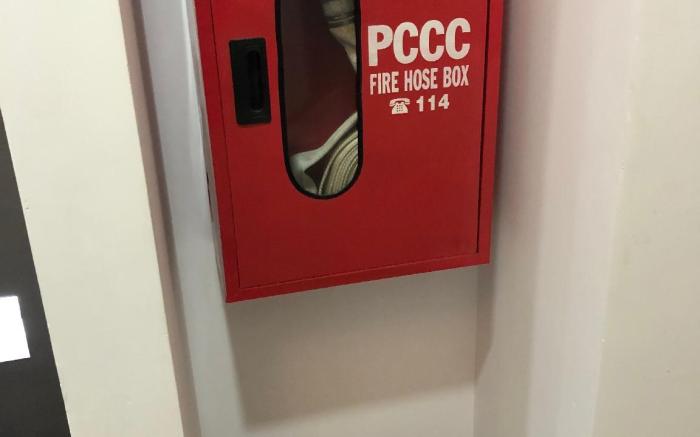 PCCC
FIRE HOSE BOX
☎ 114